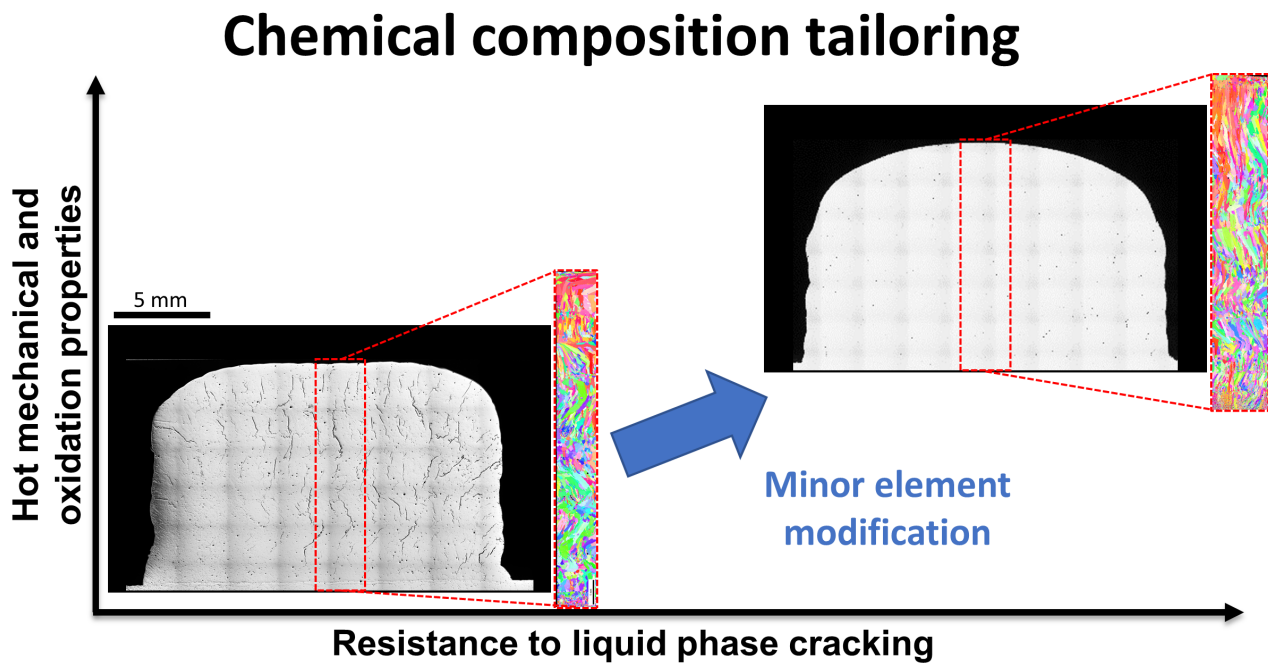 Chemical composition tailoring
Hot mechanical and
oxidation properties
5 mm
Minor element
modification
Resistance to liquid phase cracking